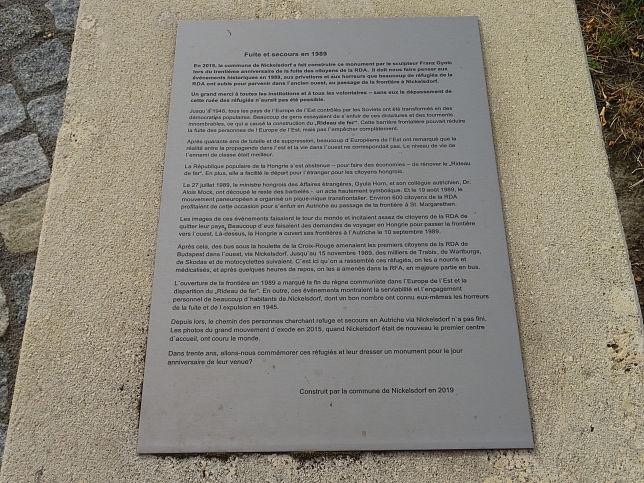 Fuite et secours en 1989
En 2019, la commune de Nickelsdorf a fait construire ce monument par le sculpteur Franz Gyolcs
lors du trentième anniversaire de la fuite des citoyens de la RDA. Il doit nous faire penser aux
événements historiques en 1989, aux privations et aux horreurs que beaucoup de réfugiés de la
RDA ont subis pour parvenir dans l'ancien ouest, au passage de la frontière à Nickelsdorf.
Un grand merci à toutes les institutions et à tous les volontaires – sans eux le dépassement de
cette ruée des réfugiés n'aurait pas été possible.
Jusqu'if 1948, tous les pays de l'Europe de l'Est contrôlés par les Soviets ont été transformés en des
démocraties populaires. Beaucoup de gens essayaient de s'enfuir de ces dictatures et des tourments
innombrables, ce qui a causé la construction du „Rideau de fer". Cette barrière frontalière pouvait réduire
la fuite des personnes de l Europe de l'Est, mais pas l'empêcher complètement.
Après quarante ans de tutelle et de suppression, beaucoup d'Européens de l'Est ont remarqué que la
réalité entre la propagande dans l'est et la vie dans l'ouest ne correspondait pas. Le niveau de vie de
l'ennemi de classe était meilleur.
La République populaire de la Hongrie s'est abstenue – pour faire des économies – de rénover le „Rideau
de fer". En plus, elle a facilité le départ pour l'étranger pour les citoyens hongrois.
Le 27 juillet 1989, le ministre hongrois des Affaires étrangères, Gyula Horn, et son collègue autrichien, Dr.
Alois Mock, ont découpé le reste des barbelés - un acte hautement symbolique. Et le 19 août 1989, le
mouvement paneuropéen a organisé un pique-nique transfrontalier. Environ 600 citoyens de la RDA
profitaient de cette occasion pour s'enfuir en Autriche au passage de la frontière à St. Margarethen.
Les images de ces événements faisaient le tour du monde et incitaient assez de citoyens de la RDA de
quitter leur pays. Beaucoup d'eux faisaient des demandes de voyager en Hongrie pour passer la frontière
vers l'ouest. Là-dessus, la Hongrie a ouvert ses frontières à l'Autriche le 10 septembre 1989.
Après cela, des bus sous la houlette de la Croix-Rouge amenaient les premiers citoyens de la RDA de
Budapest dans l'ouest, via Nickelsdorf. Jusqu'au 15 novembre 1989, des milliers de Trabis, de Wartburgs,
de Skodas et de motocyclettes suivaient. C'est ici qu'on a rassemblé ces réfugiés, on les a nourris et
médicalisés, et après quelques heures de repos, on les a amenés dans la RFA, en majeure partie en bus.
L'ouverture de la frontière en 1989 a marqué la fin du règne communiste dans l'Europe de l'Est et la
disparition du „Rideau de fer". En outre, ces événements montraient la serviabilité et l'engagement
personnel de beaucoup d'habitants de Nickelsdorf, dont un bon nombre ont connu eux-mêmes les horreurs
de la fuite et de l expulsion en 1945.
Depuis lors, le chemin des personnes cherchant refuge et secours en Autriche via Nickelsdorf n'a pas fini.
Les photos du grand mouvement d'exode en 2015, quand Nickelsdorf était de nouveau le premier centre
d'accueil, ont couru le monde.
Dans trente ans, allons-nous commémorer ces réfugiés et leur dresser un monument pour le jour
anniversaire de leur venue?
Construit par la commune de Nickelsdorf en 2019